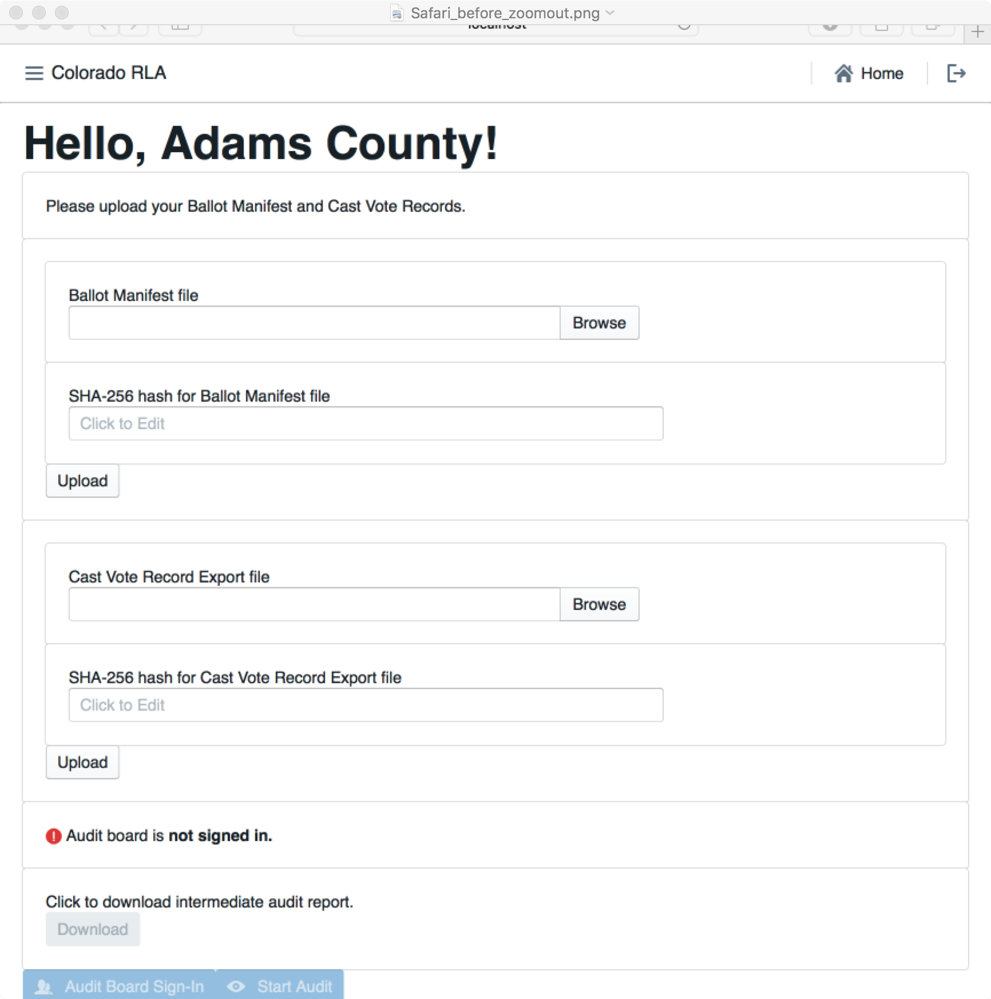 Safari_before_zoomout.png
localhost
Colorado RLA
Home
Hello, Adams County!
Please upload your Ballot Manifest and Cast Vote Records.
Ballot Manifest file
Browse
SHA-256 hash for Ballot Manifest file
Click to Edit
Upload
Cast Vote Record Export file
Browse
SHA-256 hash for Cast Vote Record Export file
Click to Edit
Upload
Audit board is not signed in.
Click to download intermediate audit report.
Download
Audit Board Sign-In
Start Audit